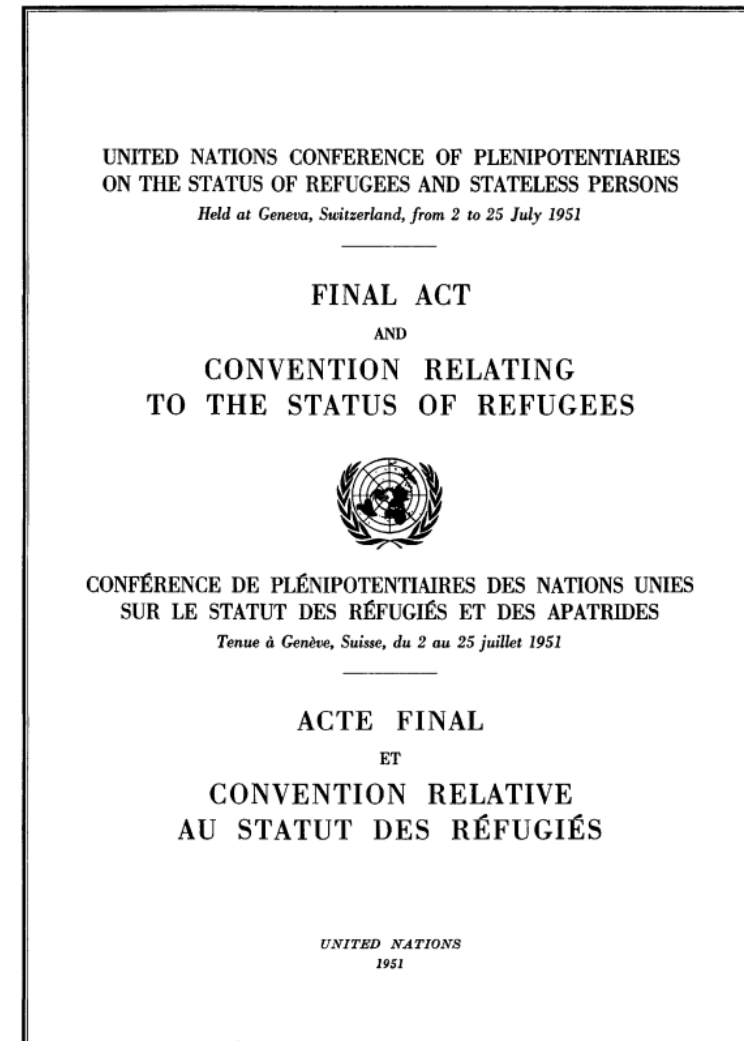 UNITED NATIONS CONFERENCE OF PLENIPOTENTIARIES
ON THE STATUS OF REFUGEES AND STATELESS PERSONS
Held at Geneva, Switzerland, from 2 to 25 July 1951
FINAL ACT
AND
CONVENTION RELATING
TO THE STATUS OF REFUGEES
CONFÉRENCE DE PLÉNIPOTENTIAIRES DES NATIONS UNIES
SUR LE STATUT DES RÉFUGIÉS ET DES APATRIDES
Tenue à Genève, Suisse, du 2 au 25 juillet 1951
ACTE FINAL
ET
CONVENTION RELATIVE
AU STATUT DES RÉFUGIÉS
UNITED NATIONS
1951